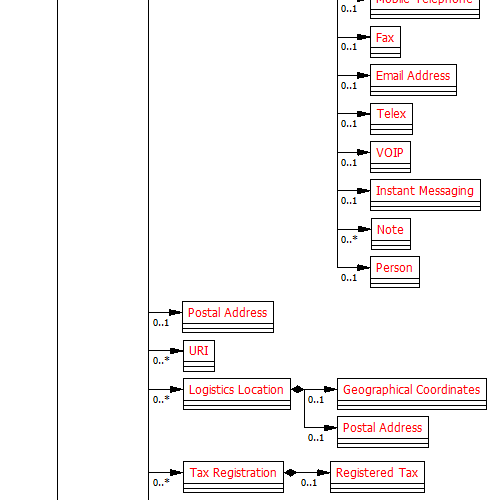 Mobile Telephone
0..1
Fax
0..1
Email Address
0..1
Telex
0..1
VOIP
0..1
Instant Messaging
0..1
Note
0..*
Person
0..1
Postal Address
0..1
URI
0..*
Logistics Location
Geographical Coordinates
0..*
0..1
Postal Address
0..1
Tax Registration
Registered Tax
0..*
0..1